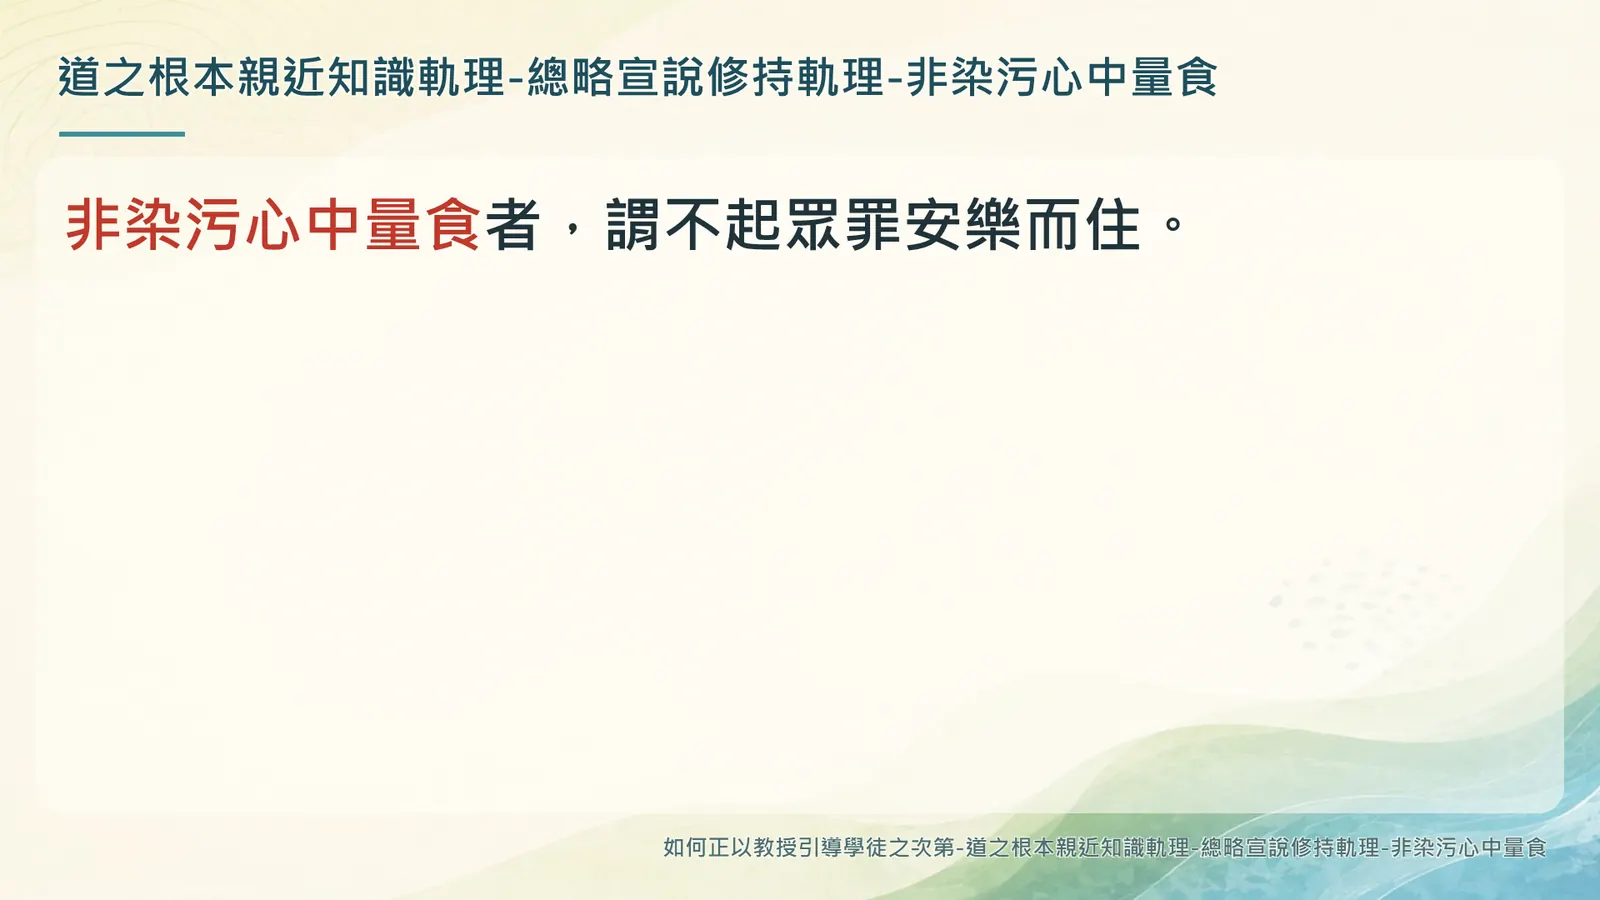 道之根本親近知識軌理-總略宣說修持軌理-非染污心中量食
非染污心中量食者，謂不起眾罪安樂而住。
如何正以教授引導學徒之次第-道之根本親近知識軌理-總略宣說修持軌理-非染污心中量食